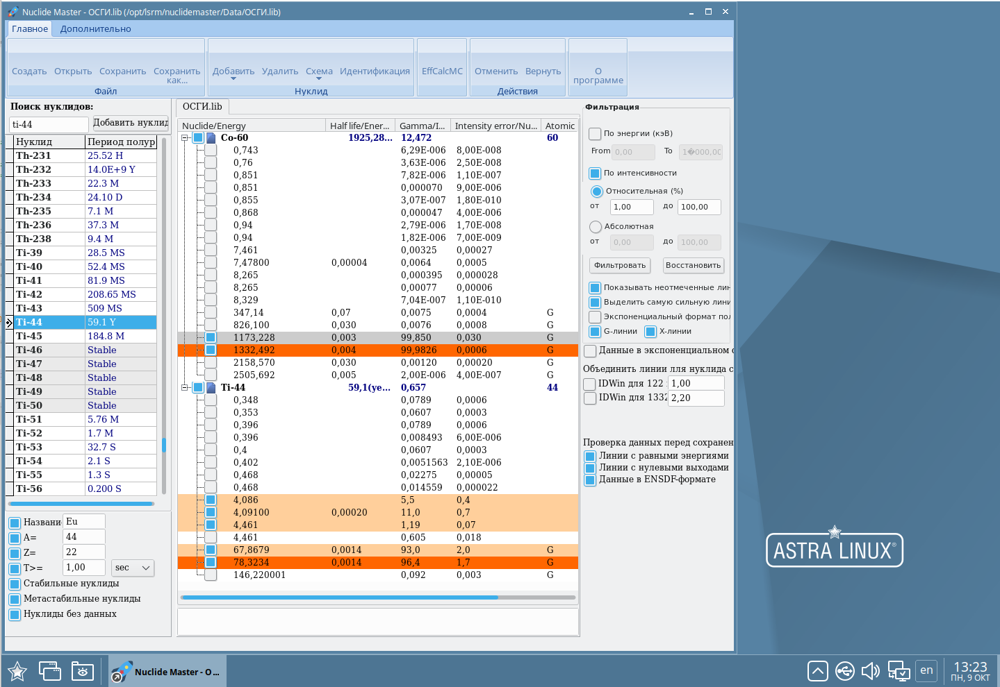 Nuclide Master - ОСГИ.lib (/opt/lsrm/nuclidemaster/Data/ОСГИ.lib)
Главное Дополнительно
Создать Открыть Сохранить Сохранить как...
Файл
Добавить Удалить Схема Идентификация
Нуклид
EffCalcMC
Отменить Вернуть
Действия
О программе
Поиск нуклидов:
ti-44 Добавить нуклид
Нуклид Период полур
Th-231 25.52 H
Th-232 14.0E+9 Y
Th-233 22.3 M
Th-234 24.10 D
Th-235 7.1 M
Th-236 37.3 M
Th-238 9.4 M
Ti-39 28.5 MS
Ti-40 52.4 MS
Ti-41 81.9 MS
Ti-42 208.65 MS
Ti-43 509 MS
Ti-44 59.1 Y
Ti-45 184.8 M
Ti-46 Stable
Ti-47 Stable
Ti-48 Stable
Ti-49 Stable
Ti-50 Stable
Ti-51 5.76 M
Ti-52 1.7 M
Ti-53 32.7 S
Ti-54 2.1 S
Ti-55 1.3 S
Ti-56 0.200 S
Названи Eu
A= 44
Z= 22
T>= 1,00 sec
Стабильные нуклиды
Метастабильные нуклиды
Нуклиды без данных
ОСГИ.lib
Nuclide/Energy Half life/Ener... Gamma/I... Intensity error/Nu... Atomic
Co-60 1925,28... 12,472 60
0,743 6,29E-006 8,00E-008
0,76 3,63E-006 2,50E-008
0,851 7,82E-006 1,10E-007
0,851 0,000070 9,00E-006
0,855 3,07E-007 1,80E-010
0,868 0,000047 4,00E-006
0,94 2,79E-006 1,70E-008
0,94 1,82E-006 7,00E-009
7,461 0,00325 0,00027
7,47800 0,00004 0,0064 0,0005
8,265 0,000395 0,000028
8,265 0,00077 0,00006
8,329 7,04E-007 1,10E-010
347,14 0,07 0,0075 0,0004 G
826,100 0,030 0,0076 0,0008 G
1173,228 0,003 99,850 0,030 G
1332,492 0,004 99,9826 0,0006 G
2158,570 0,030 0,00120 0,00020 G
2505,692 0,005 2,00E-006 4,00E-007 G
Ti-44 59,1(ye... 0,657 44
0,348 0,0789 0,0006
0,353 0,0607 0,0003
0,396 0,0789 0,0006
0,396 0,008493 6,00E-006
0,4 0,0607 0,0003
0,402 0,0051563 2,10E-006
0,468 0,02275 0,00005
0,468 0,014559 0,000022
4,086 5,5 0,4
4,09100 0,00020 11,0 0,7
4,461 1,19 0,07
4,461 0,605 0,018
67,8679 0,0014 93,0 2,0 G
78,3234 0,0014 96,4 1,7 G
146,220001 0,092 0,003 G
Фильтрация
По энергии (кэВ)
From 0,00 To 1�000,00
По интенсивности
Относительная (%)
от 1,00 до 100,00
Абсолютная
от 0,00 до 100,00
Фильтровать Восстановить
Показывать неотмеченные лин
Выделить самую сильную лини
Экспоненциальный формат пол
G-линии X-линии
Данные в экспоненциальном ф
Объединить линии лля нуклида с
IDWin для 122 1,00
IDWin для 1332 2,20
Проверка данных перед сохранен
Линии с равными энергиями
Линии с нулевыми выходами
Данные в ENSDF-формате
ASTRA LINUX®
Nuclide Master - О...
en
13:23
ПН, 9 ОКТ